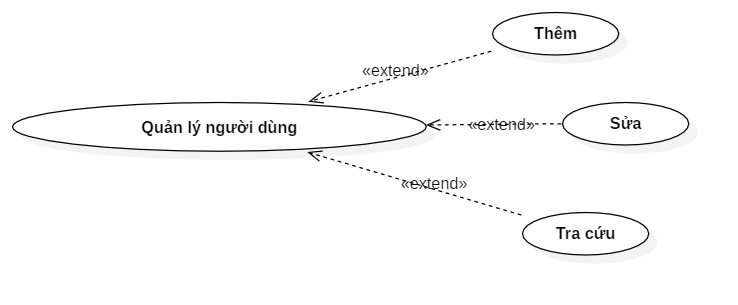 Thêm
«extend»
Quản lý người dùng
«extend»
Sửa
«extend»
Tra cứu